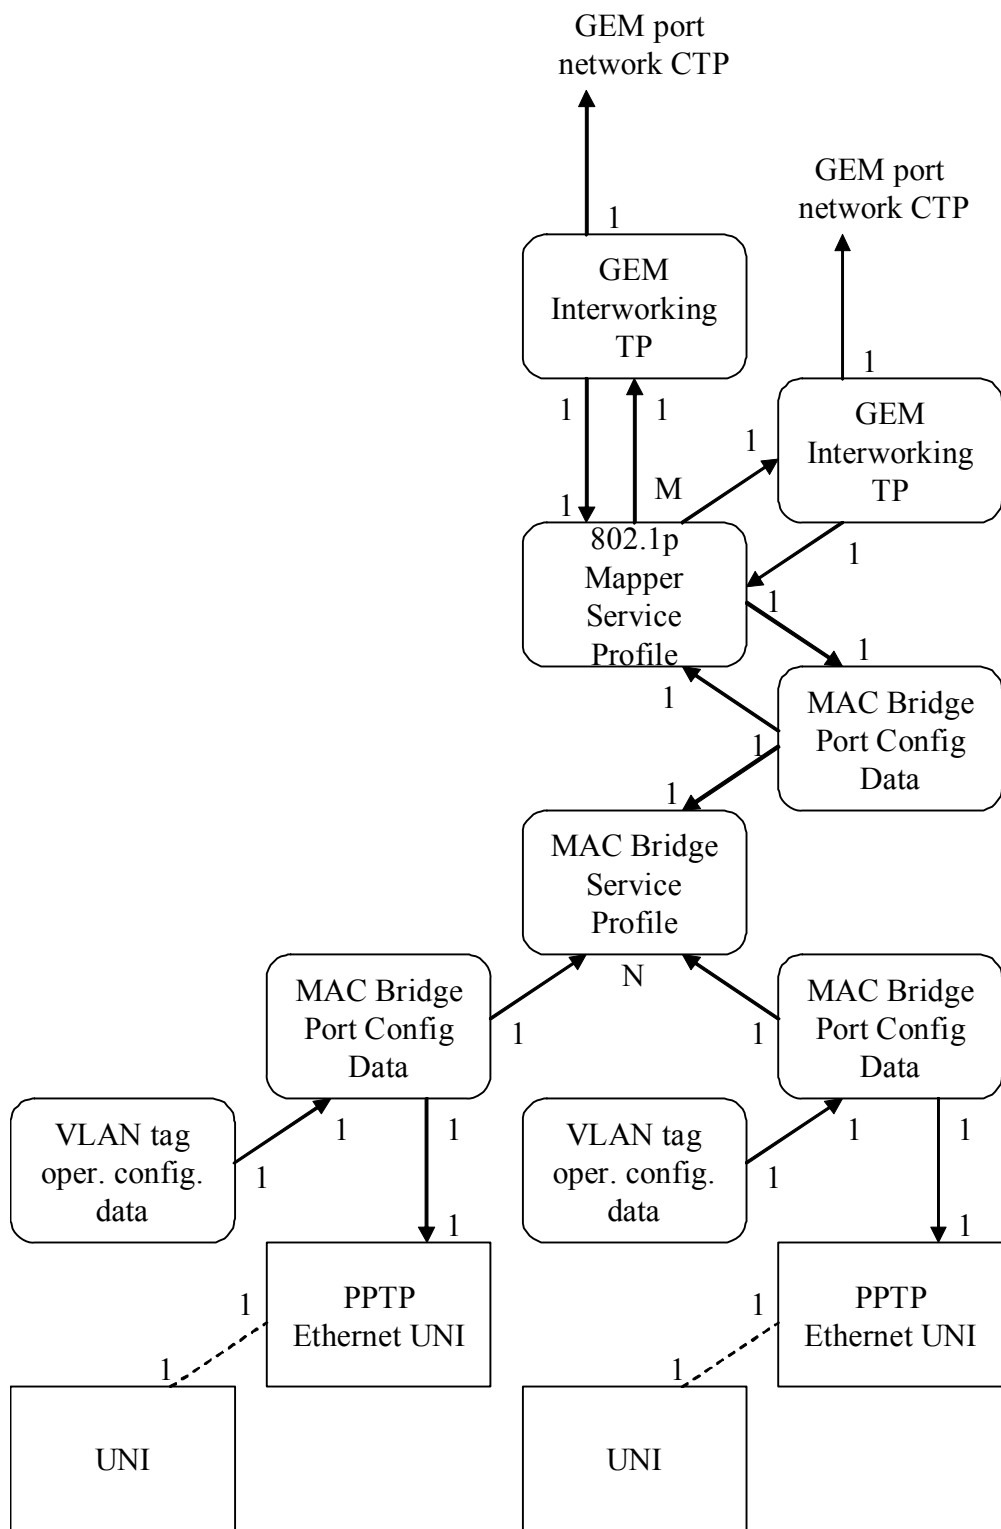 GEM port
network CTP
GEM port
network CTP
1
GEM
Interworking
TP
1
1
1
GEM
Interworking
TP
1
M
1
1
802.1p
Mapper
Service
Profile
1
1
1
1
MAC Bridge
Port Config
Data
1
1
MAC Bridge
Service
Profile
N
MAC Bridge
Port Config
Data
1
1
MAC Bridge
Port Config
Data
1
1
1
1
VLAN tag
oper. config.
data
1
VLAN tag
oper. config.
data
1
1
1
PPTP
Ethernet UNI
1
PPTP
Ethernet UNI
1
1
1
UNI
UNI